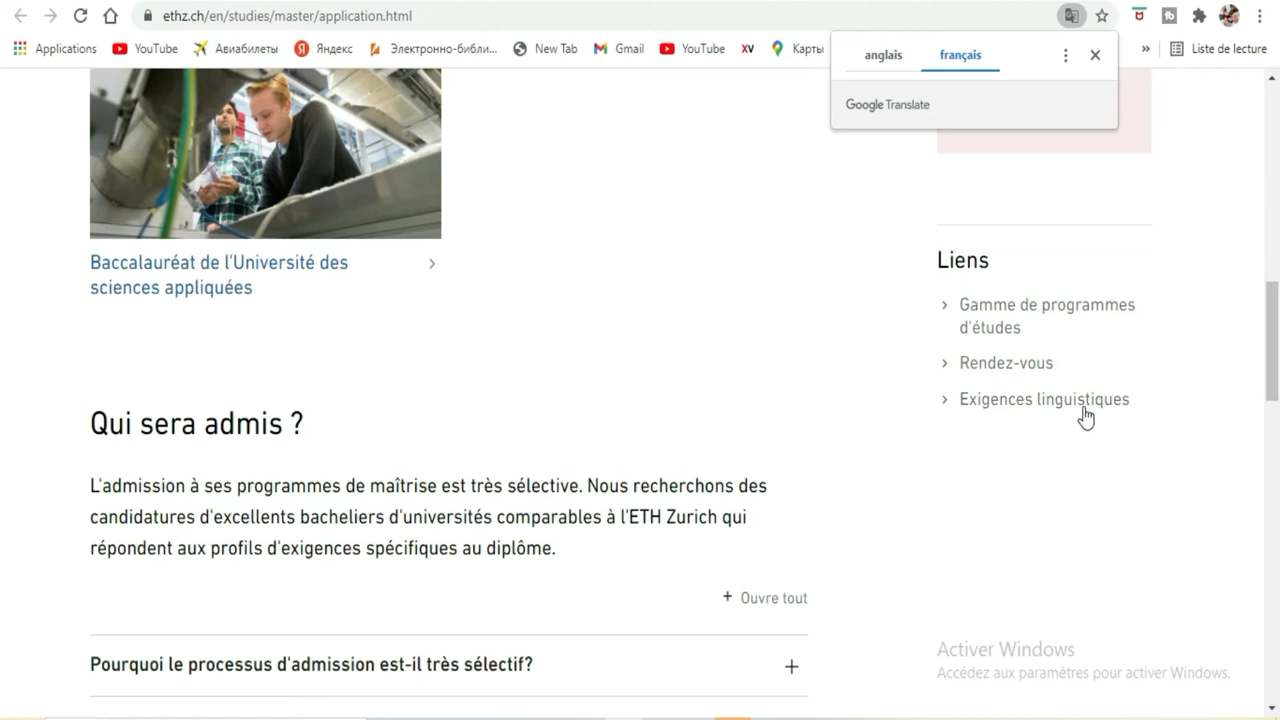 ethz.ch/en/studies/master/application.html
Applications
YouTube
Авиабилеты
Яндекс
Электронно-библи...
New Tab
Gmail
YouTube
XV
Карты
»
Liste de lecture
anglais
français
Google Translate
Baccalauréat de l'Université des
sciences appliquées
Liens
Gamme de programmes
d'études
Rendez-vous
Exigences linguistiques
Qui sera admis ?
L'admission à ses programmes de maîtrise est très sélective. Nous recherchons des
candidatures d'excellents bacheliers d'universités comparables à l'ETH Zurich qui
répondent aux profils d'exigences spécifiques au diplôme.
+ Ouvre tout
Pourquoi le processus d'admission est-il très sélectif?
Activer Windows
Accédez aux paramètres pour activer Windows.